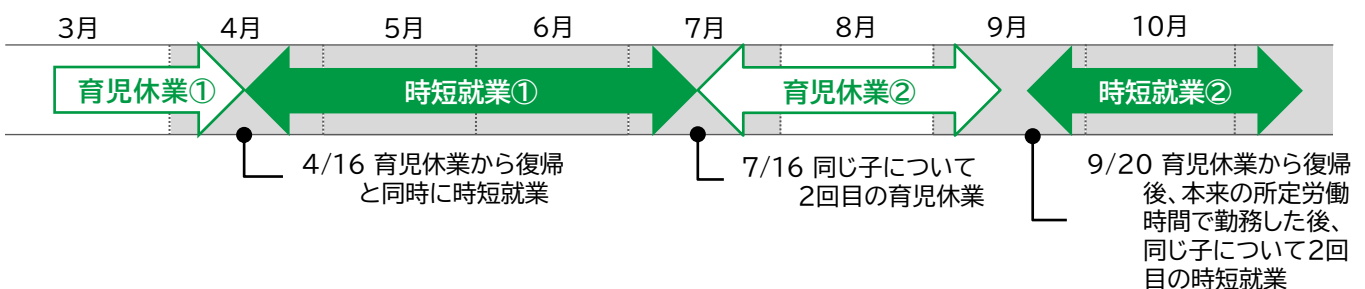 3月 4月 5月 6月 7月 8月 9月 10月
育児休業① 時短就業① 育児休業② 時短就業②
4/16 育児休業から復帰
と同時に時短就業
7/16 同じ子について
2回目の育児休業
9/20 育児休業から復帰
後、本来の所定労働
時間で勤務した後、
同じ子について2回
目の時短就業